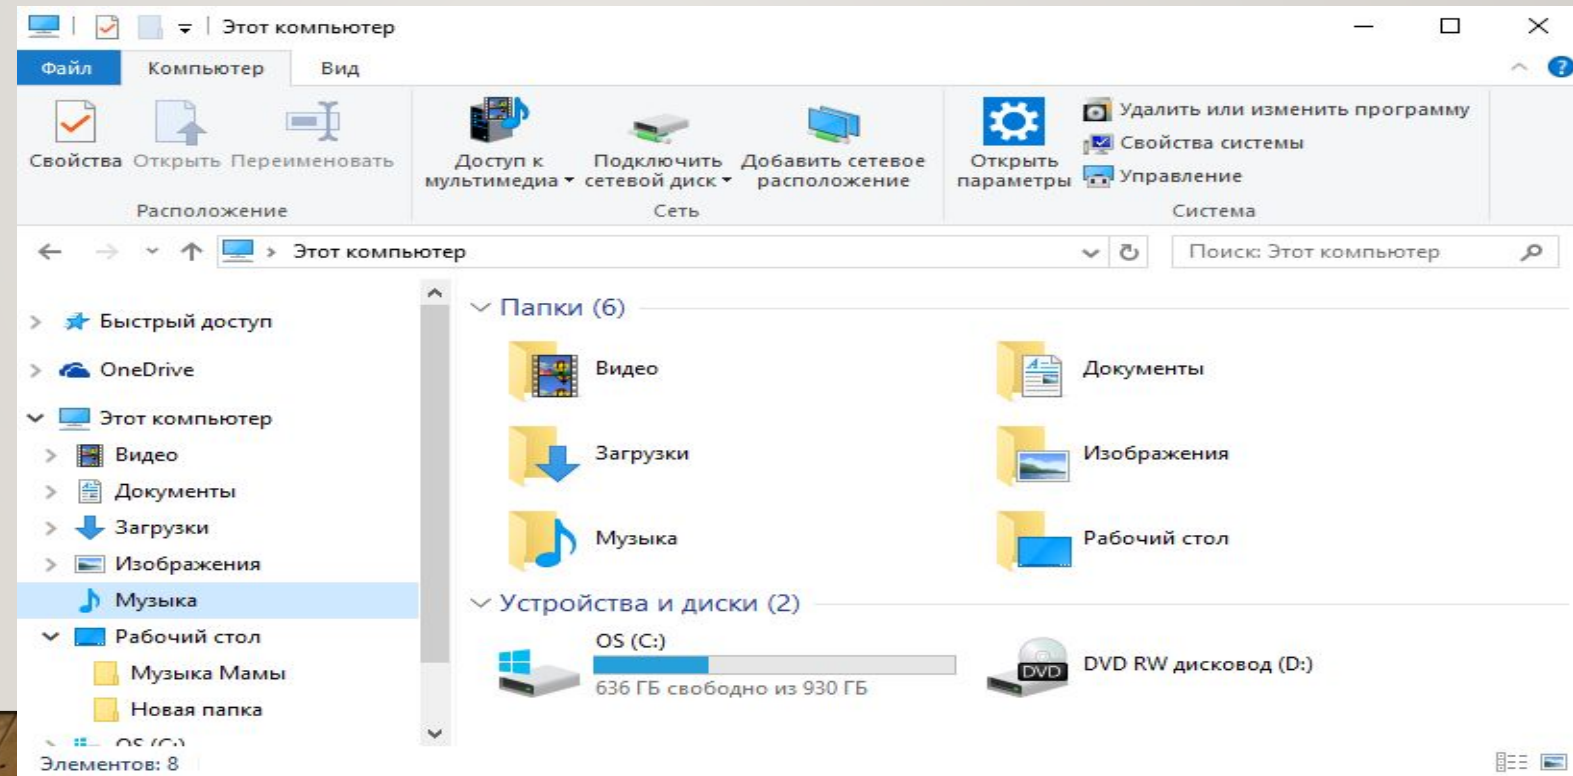 Этот компьютер
Файл Компьютер Вид
Свойства Открыть Переименовать
Расположение
Доступ к мультимедиа
Подключить сетевой диск
Добавить сетевое расположение
Сеть
Открыть параметры
Удалить или изменить программу
Свойства системы
Управление
Система
Этот компьютер
Поиск: Этот компьютер
Быстрый доступ
OneDrive
Этот компьютер
Видео
Документы
Загрузки
Изображения
Музыка
Рабочий стол
Музыка Мамы
Новая папка
OS (C:)
Папки (6)
Видео
Документы
Загрузки
Изображения
Музыка
Рабочий стол
Устройства и диски (2)
OS (C:)
636 ГБ свободно из 930 ГБ
DVD
DVD RW дисковод (D:)
Элементов: 8